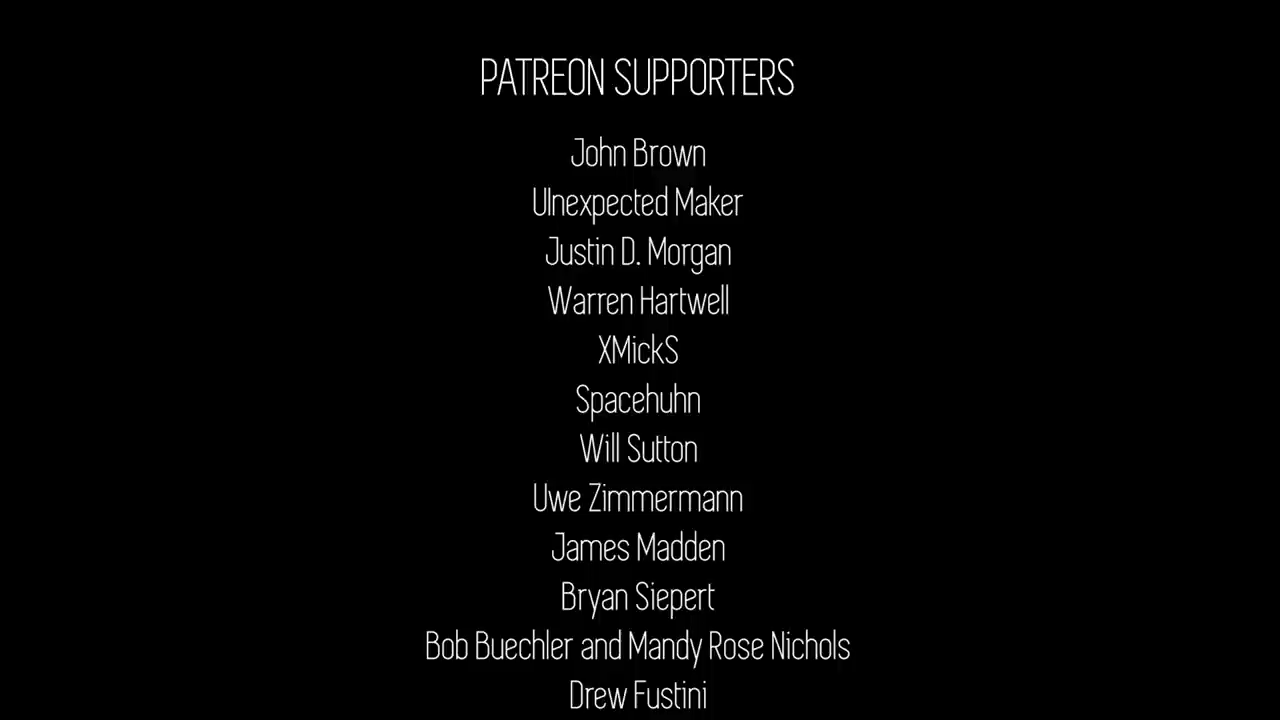 PATREON SUPPORTERS
John Brown
UInexpected Maker
Justin D. Morgan
Warren Hartwell
XMickS
Spacehuhn
Will Sutton
Uwe Zimmermann
James Madden
Bryan Siepert
Bob Buechler and Mandy Rose Nichols
Drew Fustini